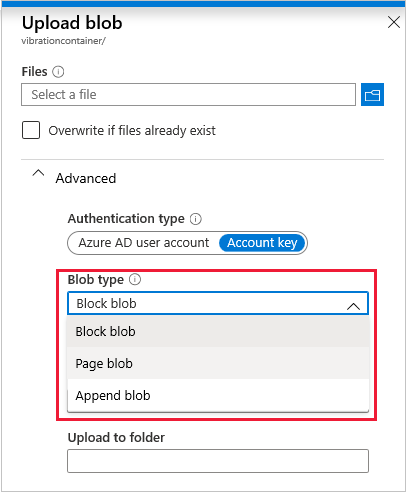 Upload blob
vibrationcontainer/
Files
Select a file
Overwrite if files already exist
Advanced
Authentication type
Azure AD user account Account key
Blob type
Block blob
Block blob
Page blob
Append blob
Upload to folder